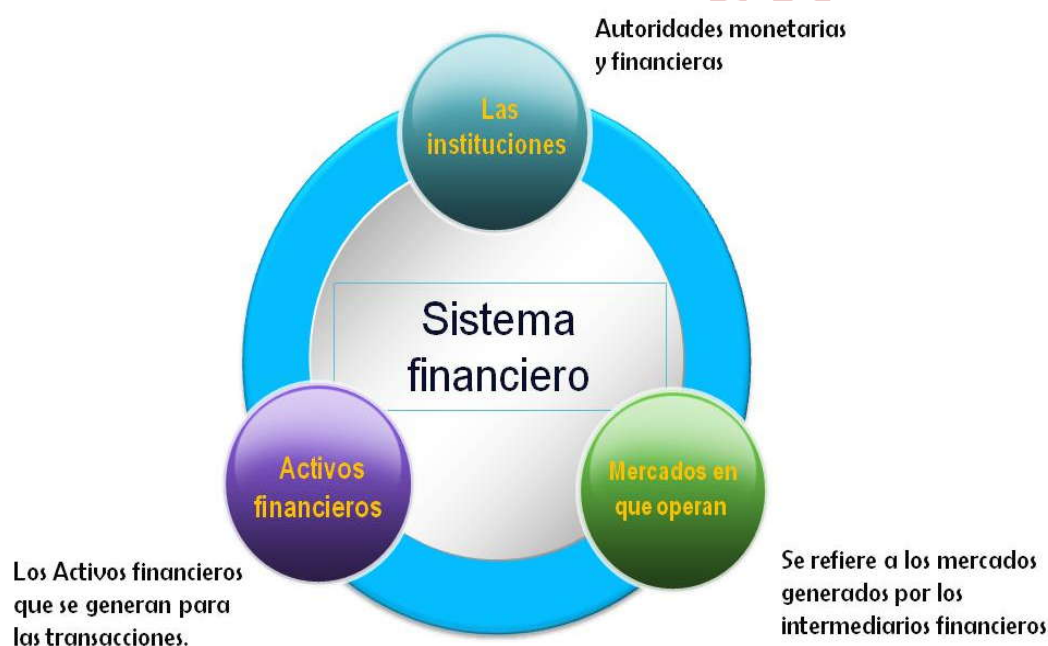 Autoridades monetarias
y financieras
Las
instituciones
Sistema
financiero
Activos
financieros
Mercados en
que operan
Los Activos financieros
que se generan para
las transacciones.
Se refiere a los mercados
generados por los
intermediarios financieros